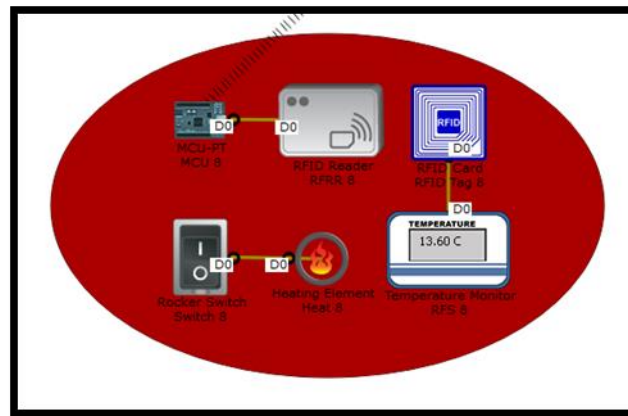 D0
MCU-PT
MCU 8
D0
RFID Reader
RFRR 8
RFID
D0
RFID Card
RFID Tag 8
D0
TEMPERATURE
13.60 C
Temperature Monitor
RFS 8
I
O
D0
Rocker Switch
Switch 8
D0
Heating Element
Heat 8